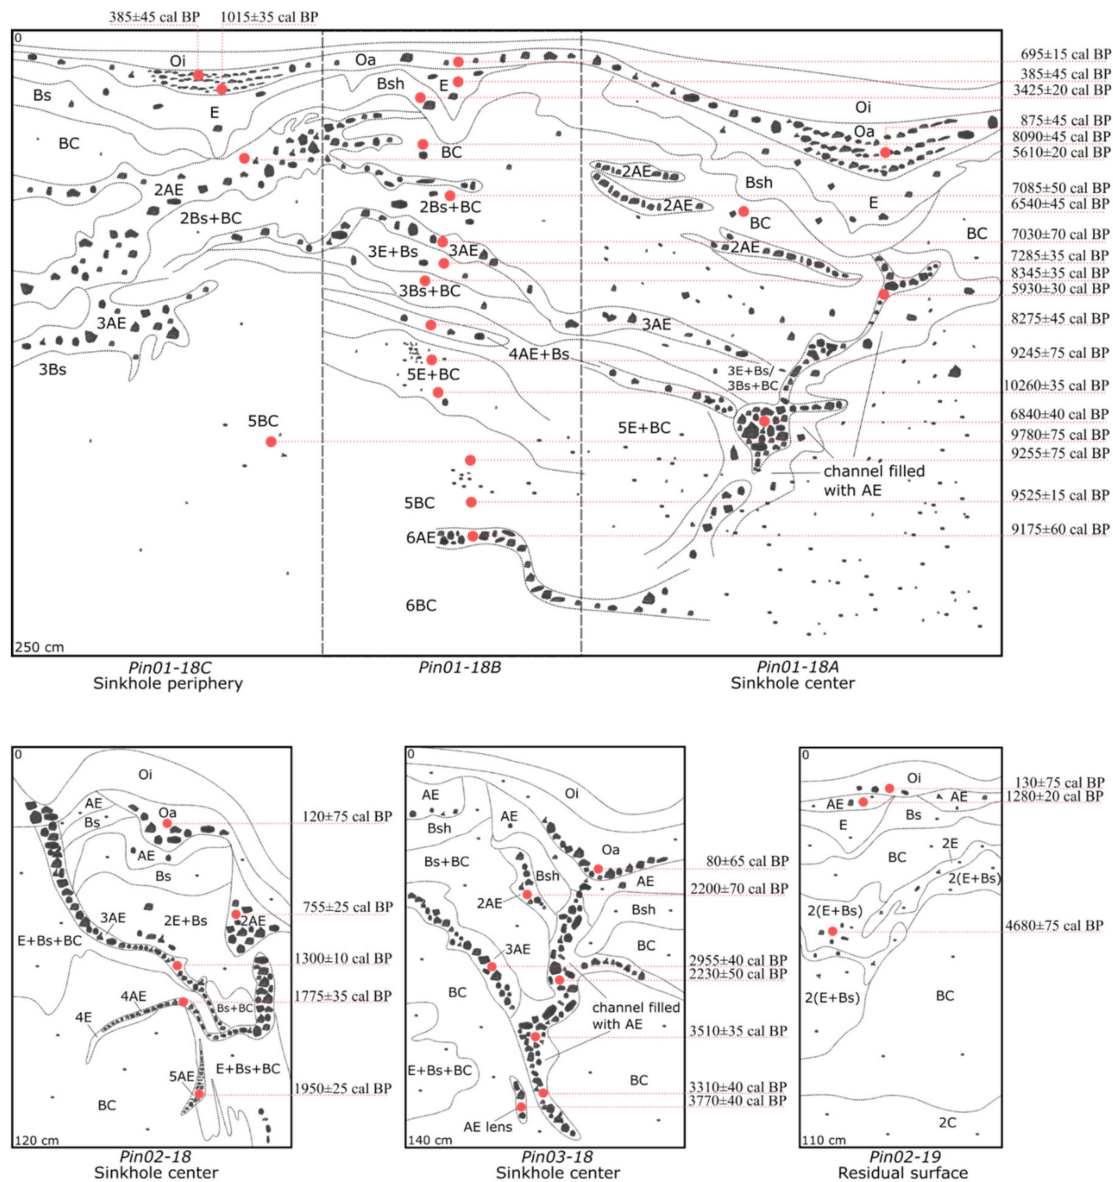 385±45 cal BP
1015±35 cal BP
0
Oi
Oa
Bs
Bsh
E
E
Oi
Oa
BC
BC
2AE
2AE
Bsh
E
2AE
2Bs+BC
2Bs+BC
BC
BC
2AE
3E+Bs
3AE
3Bs+BC
3AE
3AE
4AE+Bs
3Bs
3E+Bs/
3Bs+BC
5E+BC
5BC
5E+BC
channel filled
with AE
5BC
6AE
6BC
250 cm
695±15 cal BP
385±45 cal BP
3425±20 cal BP
875±45 cal BP
8090±45 cal BP
5610±20 cal BP
7085±50 cal BP
6540±45 cal BP
7030±70 cal BP
7285±35 cal BP
8345±35 cal BP
5930±30 cal BP
8275±45 cal BP
9245±75 cal BP
10260±35 cal BP
6840±40 cal BP
9780±75 cal BP
9255±75 cal BP
9525±15 cal BP
9175±60 cal BP
Pin01-18C
Sinkhole periphery
Pin01-18B
Pin01-18A
Sinkhole center
0
Oi
AE
Oa
Bs
AE
Bs
3AE
2E+Bs
2AE
E+Bs+BC
4AE
Bs+BC
4E
5AE
E+Bs+BC
BC
120 cm
120±75 cal BP
755±25 cal BP
1300±10 cal BP
1775±35 cal BP
1950±25 cal BP
Pin02-18
Sinkhole center
0
Oi
AE
AE
Bsh
Oa
Bs+BC
Bsh
AE
2AE
Bsh
3AE
BC
BC
channel filled
with AE
E+Bs+BC
BC
AE lens
140 cm
80±65 cal BP
2200±70 cal BP
2955±40 cal BP
2230±50 cal BP
3510±35 cal BP
3310±40 cal BP
3770±40 cal BP
Pin03-18
Sinkhole center
0
Oi
AE
AE
E
Bs
BC
2E
2(E+Bs)
2(E+Bs)
2(E+Bs)
BC
2C
110 cm
130±75 cal BP
1280±20 cal BP
4680±75 cal BP
Pin02-19
Residual surface